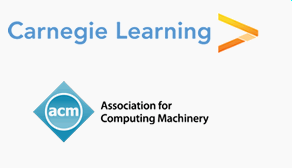 Carnegie Learning
acm
Association for
Computing Machinery